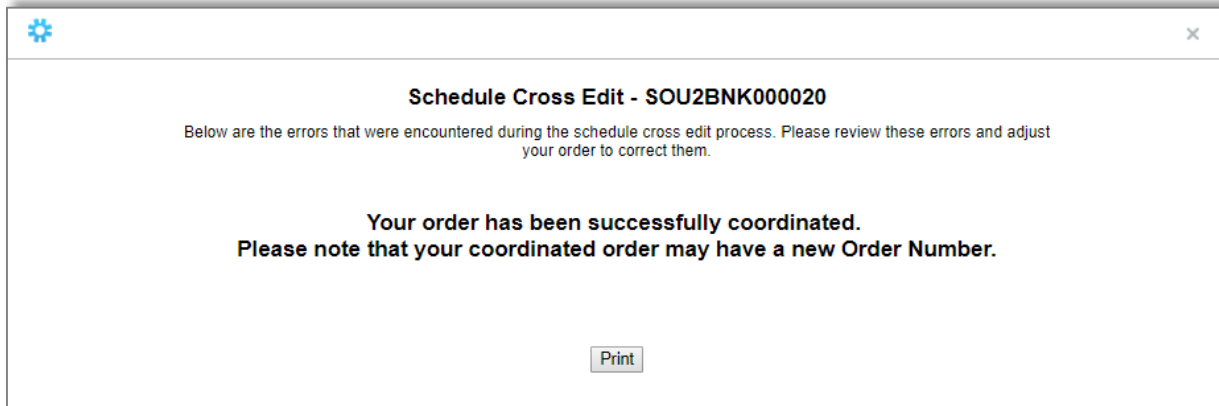 Schedule Cross Edit - SOU2BNK000020
Below are the errors that were encountered during the schedule cross edit process. Please review these errors and adjust
your order to correct them.
Your order has been successfully coordinated.
Please note that your coordinated order may have a new Order Number.
Print